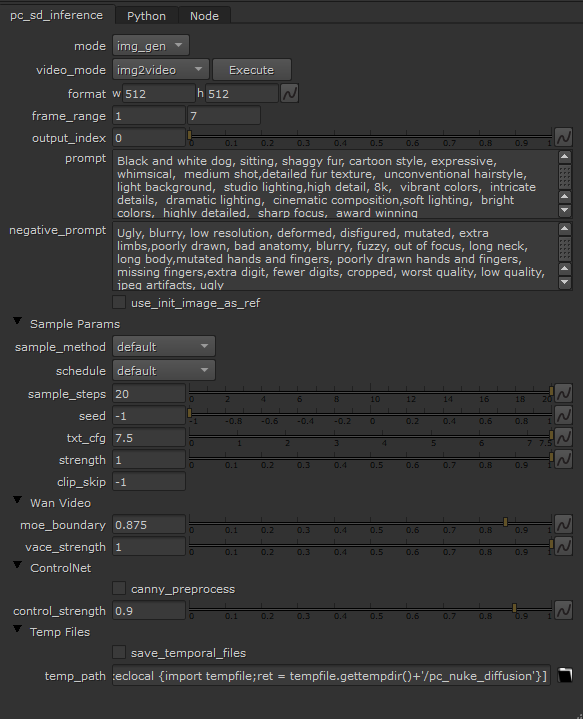 pc_sd_inference Python Node
mode img_gen
video_mode img2video Execute
format w 512 h 512
frame_range 1 7
output_index 0 0 0.1 0.2 0.3 0.4 0.5 0.6 0.7 0.8 0.9 1
prompt Black and white dog, sitting, shaggy fur, cartoon style, expressive,
whimsical, medium shot,detailed fur texture, unconventional hairstyle,
light background, studio lighting,high detail, 8k, vibrant colors, intricate
details, dramatic lighting, cinematic composition,soft lighting, bright
colors, highly detailed, sharp focus, award winning
negative_prompt Ugly, blurry, low resolution, deformed, disfigured, mutated, extra
limbs,poorly drawn, bad anatomy, blurry, fuzzy, out of focus, long neck,
long body,mutated hands and fingers, poorly drawn hands and fingers,
missing fingers,extra digit, fewer digits, cropped, worst quality, low quality,
jpeg artifacts, ugly
use_init_image_as_ref
Sample Params
sample_method default
schedule default
sample_steps 20 0 2 4 6 8 10 12 14 16 18 20
seed -1 -1 -0.8 -0.6 -0.4 -0.2 0 0.2 0.4 0.6 0.8 1
txt_cfg 7.5 0 1 2 3 4 5 6 7 7.5
strength 1 0 0.1 0.2 0.3 0.4 0.5 0.6 0.7 0.8 0.9 1
clip_skip -1
Wan Video
moe_boundary 0.875 0 0.1 0.2 0.3 0.4 0.5 0.6 0.7 0.8 0.9 1
vace_strength 1 0 0.1 0.2 0.3 0.4 0.5 0.6 0.7 0.8 0.9 1
ControlNet
canny_preprocess
control_strength 0.9 0 0.1 0.2 0.3 0.4 0.5 0.6 0.7 0.8 0.9 1
Temp Files
save_temporal_files
temp_path eclocal {import tempfile;ret = tempfile.gettempdir()+'/pc_nuke_diffusion'}]